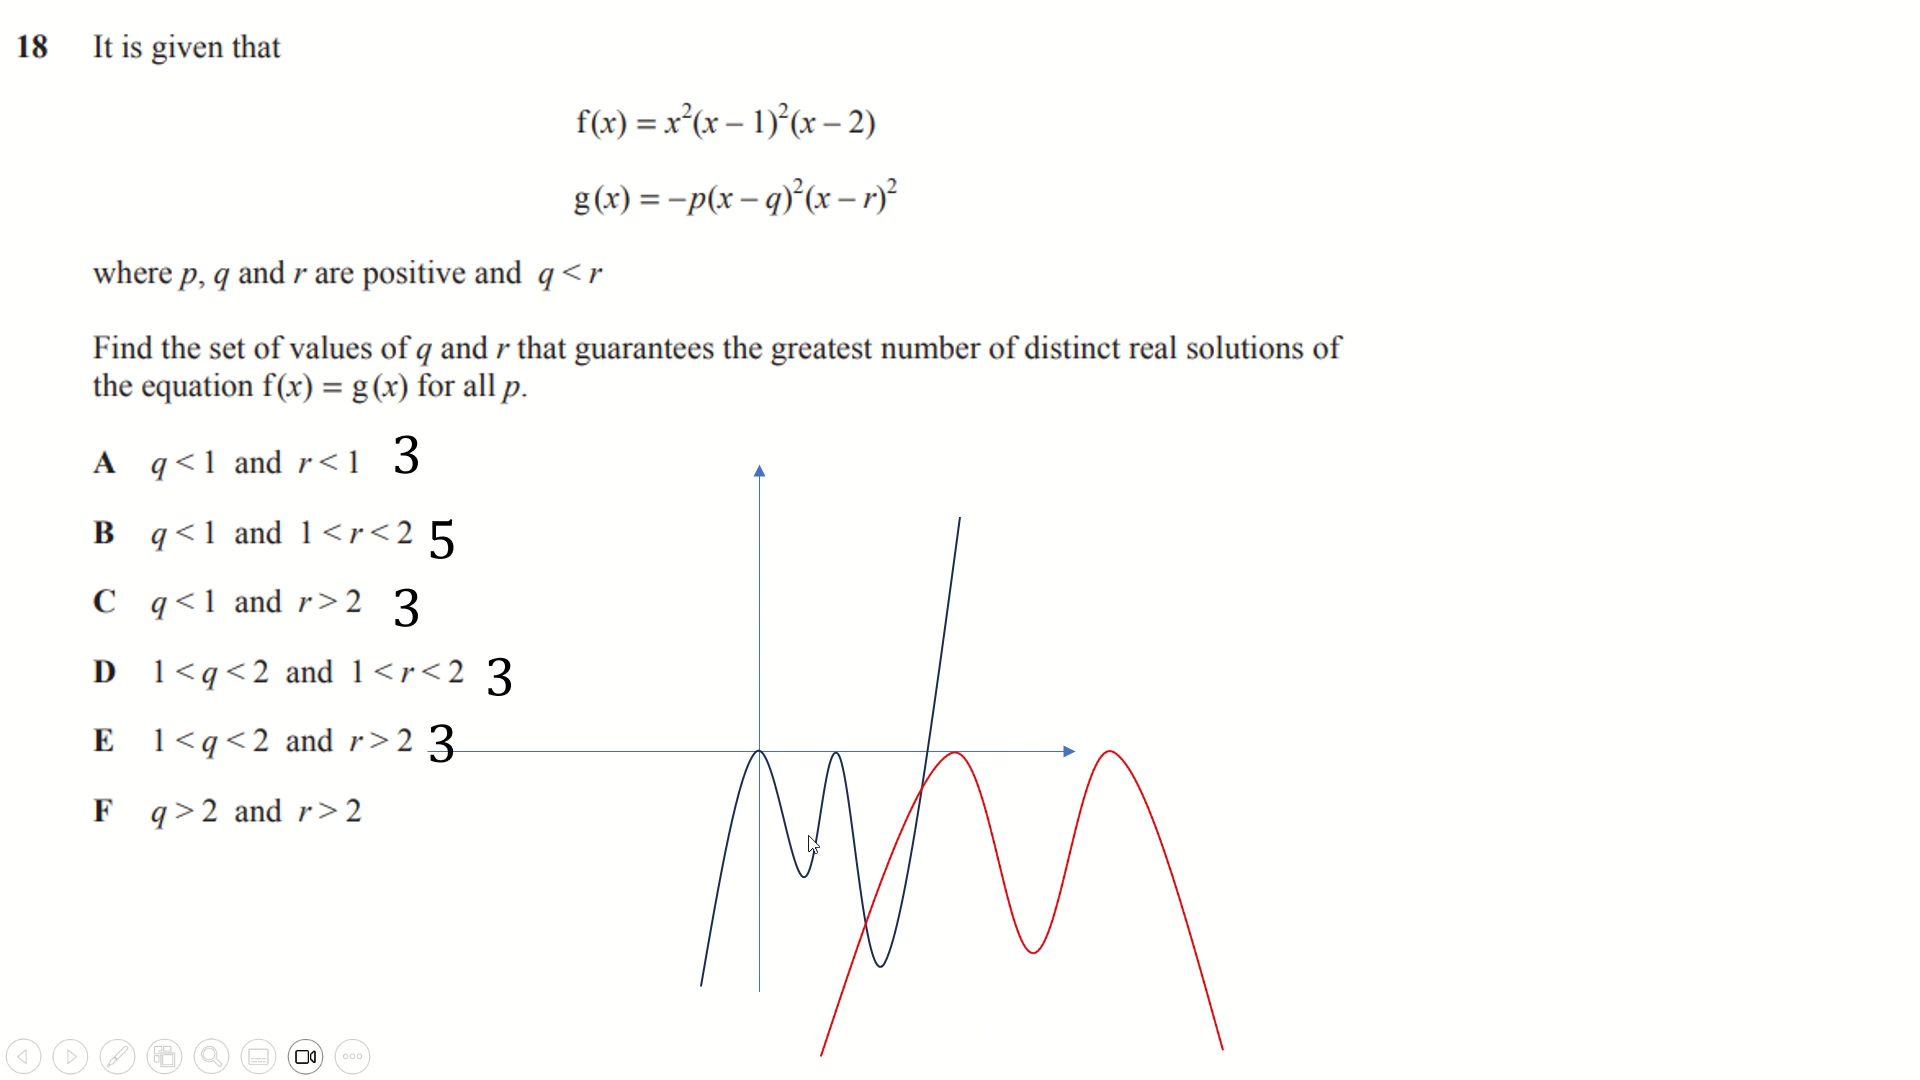 18 It is given that
f(x) = x²(x – 1)²(x – 2)
g(x) = –p(x – q)²(x – r)²
where p, q and r are positive and q < r
Find the set of values of q and r that guarantees the greatest number of distinct real solutions of
the equation f(x) = g(x) for all p.
A q < 1 and r < 1 3
B q < 1 and 1 < r < 2 5
C q < 1 and r > 2 3
D 1 < q < 2 and 1 < r < 2 3
E 1 < q < 2 and r > 2 3
F q > 2 and r > 2